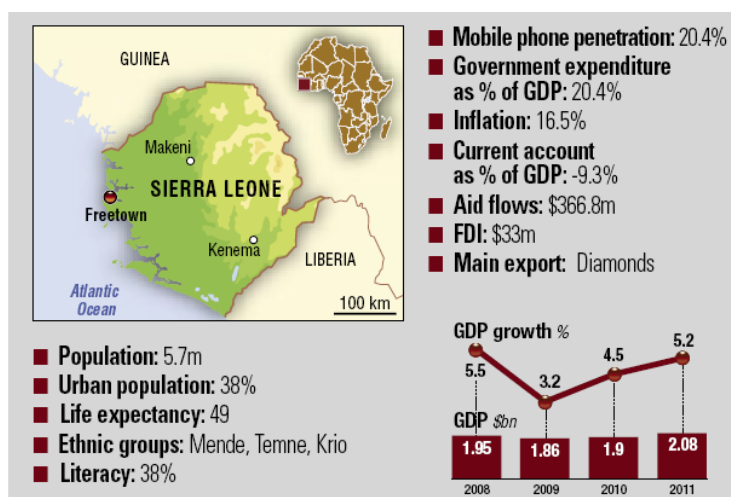 GUINEA
Makeni
SIERRA LEONE
Freetown
Kenema
LIBERIA
Atlantic
Ocean
100 km
Population: 5.7m
Urban population: 38%
Life expectancy: 49
Ethnic groups: Mende, Temne, Krio
Literacy: 38%
Mobile phone penetration: 20.4%
Government expenditure
as % of GDP: 20.4%
Inflation: 16.5%
Current account
as % of GDP: -9.3%
Aid flows: $366.8m
FDI: $33m
Main export: Diamonds
GDP growth %
5.5
3.2
4.5
5.2
GDP $bn
1.95 1.86 1.9 2.08
2008 2009 2010 2011